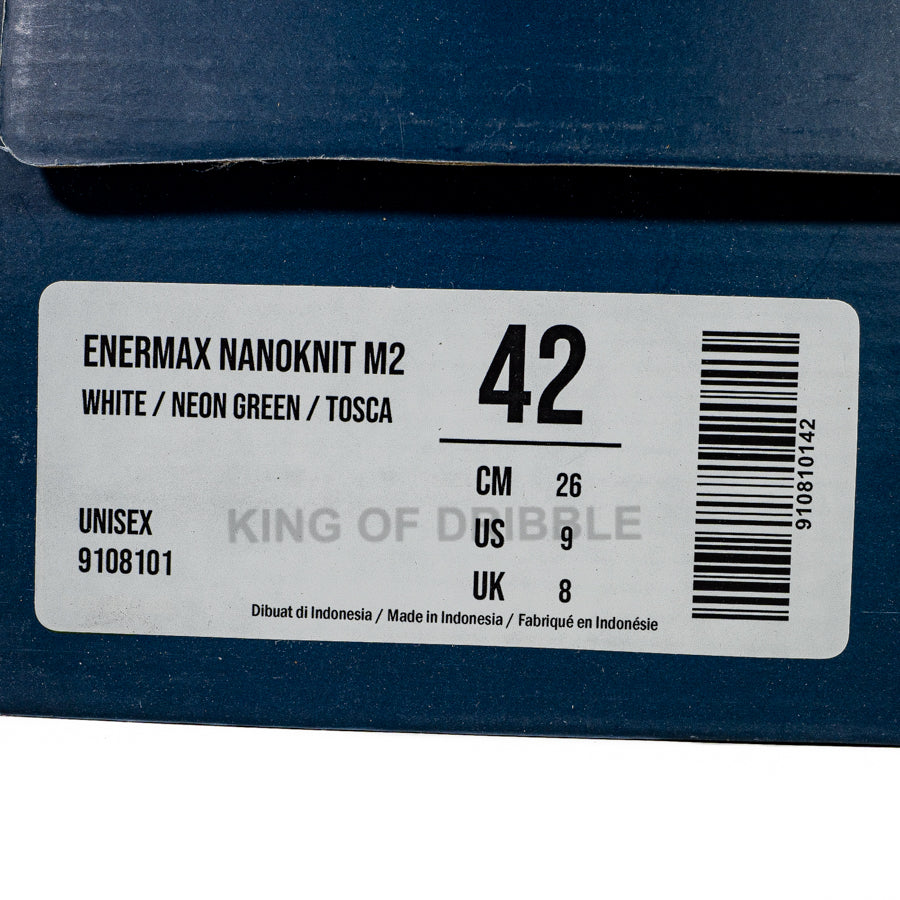 ENERMAX NANOKNIT M2
WHITE / NEON GREEN / TOSCA
42
CM 26
US 9
UK 8
UNISEX
9108101
KING OF DRIBBLE
Dibuat di Indonesia / Made in Indonesia / Fabriqué en Indonésie
910810142